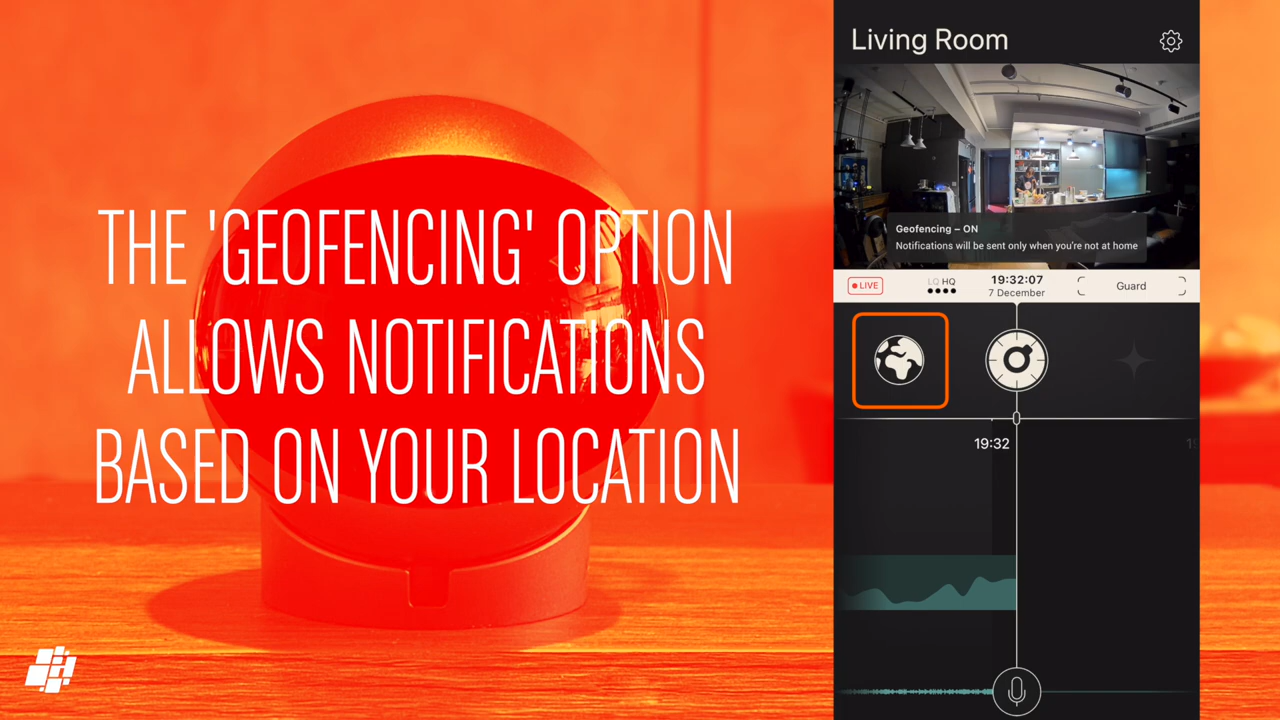 THE 'GEOFENCING' OPTION
ALLOWS NOTIFICATIONS
BASED ON YOUR LOCATION
Living Room
Geofencing – ON
Notifications will be sent only when you're not at home
LIVE
LQ HQ
19:32:07
7 December
Guard
19:32